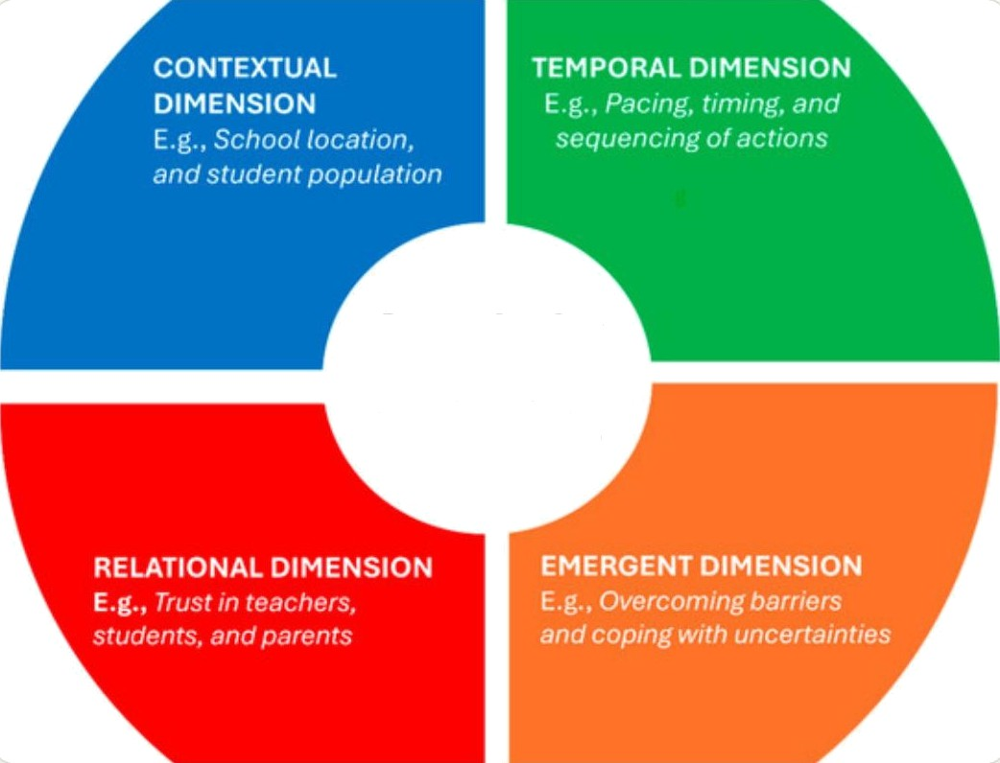 CONTEXTUAL
DIMENSION
E.g., School location,
and student population
TEMPORAL DIMENSION
E.g., Pacing, timing, and
sequencing of actions
RELATIONAL DIMENSION
E.g., Trust in teachers,
students, and parents
EMERGENT DIMENSION
E.g., Overcoming barriers
and coping with uncertainties